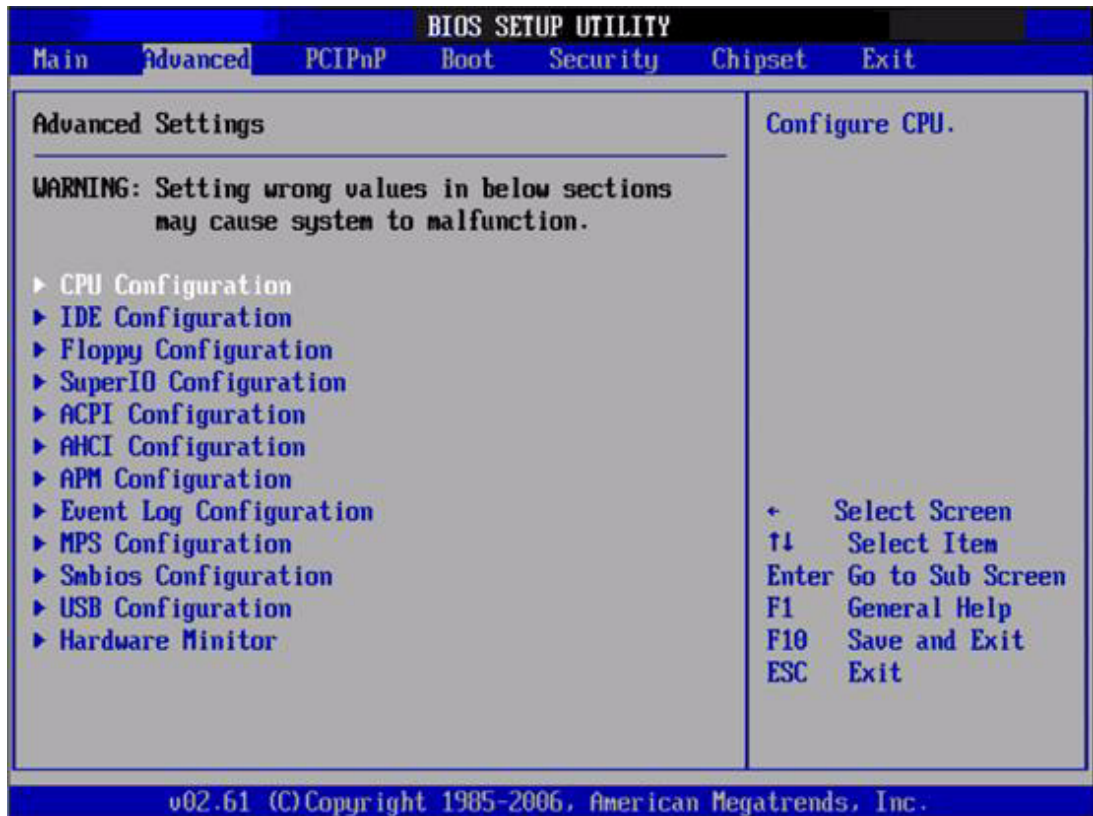 BIOS SETUP UTILITY
Main Advanced PCIPnP Boot Security Chipset Exit
Advanced Settings
WARNING: Setting wrong values in below sections
may cause system to malfunction.
▶ CPU Configuration
▶ IDE Configuration
▶ Floppy Configuration
▶ SuperIO Configuration
▶ ACPI Configuration
▶ AHCI Configuration
▶ APM Configuration
▶ Event Log Configuration
▶ MPS Configuration
▶ Smbios Configuration
▶ USB Configuration
▶ Hardware Minitor
Configure CPU.
← Select Screen
↑↓ Select Item
Enter Go to Sub Screen
F1 General Help
F10 Save and Exit
ESC Exit
v02.61 (C)Copyright 1985-2006, American Megatrends, Inc.